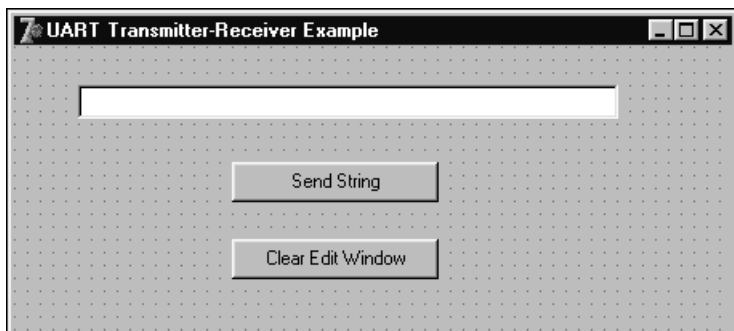 UART Transmitter-Receiver Example
Send String
Clear Edit Window